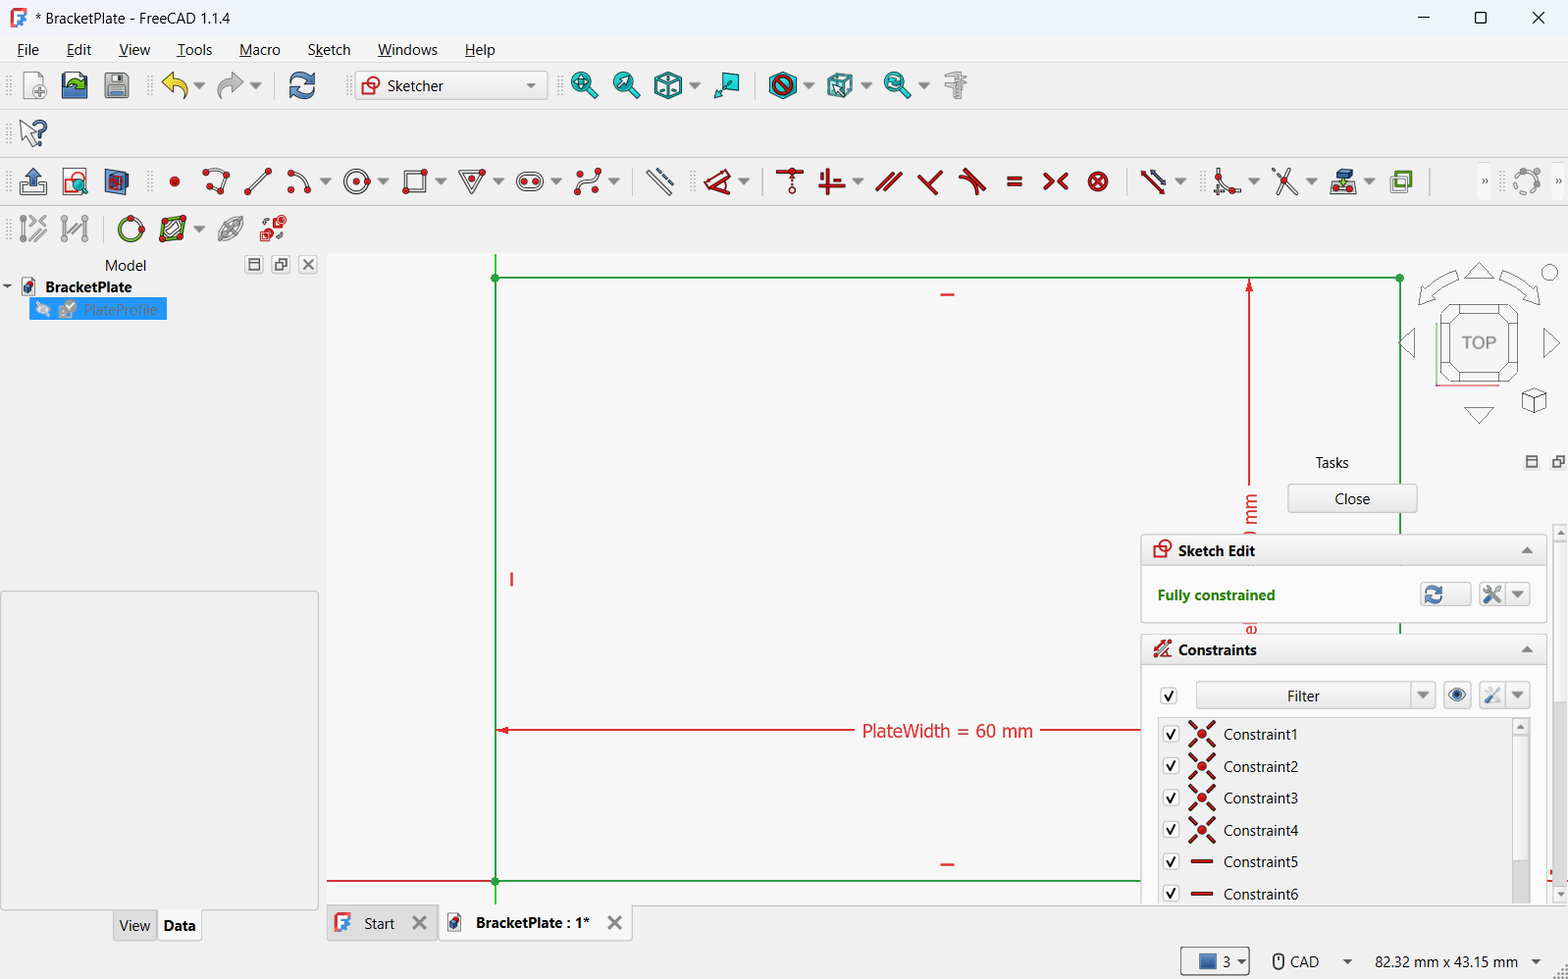 * BracketPlate - FreeCAD 1.1.4
File Edit View Tools Macro Sketch Windows Help
Sketcher
» »
Model
BracketPlate
PlateProfile
TOP
Tasks
Close
mm
Sketch Edit
Fully constrained
Constraints
Filter
PlateWidth = 60 mm
Constraint1
Constraint2
Constraint3
Constraint4
Constraint5
Constraint6
View Data
Start BracketPlate : 1*
3 CAD 82.32 mm x 43.15 mm